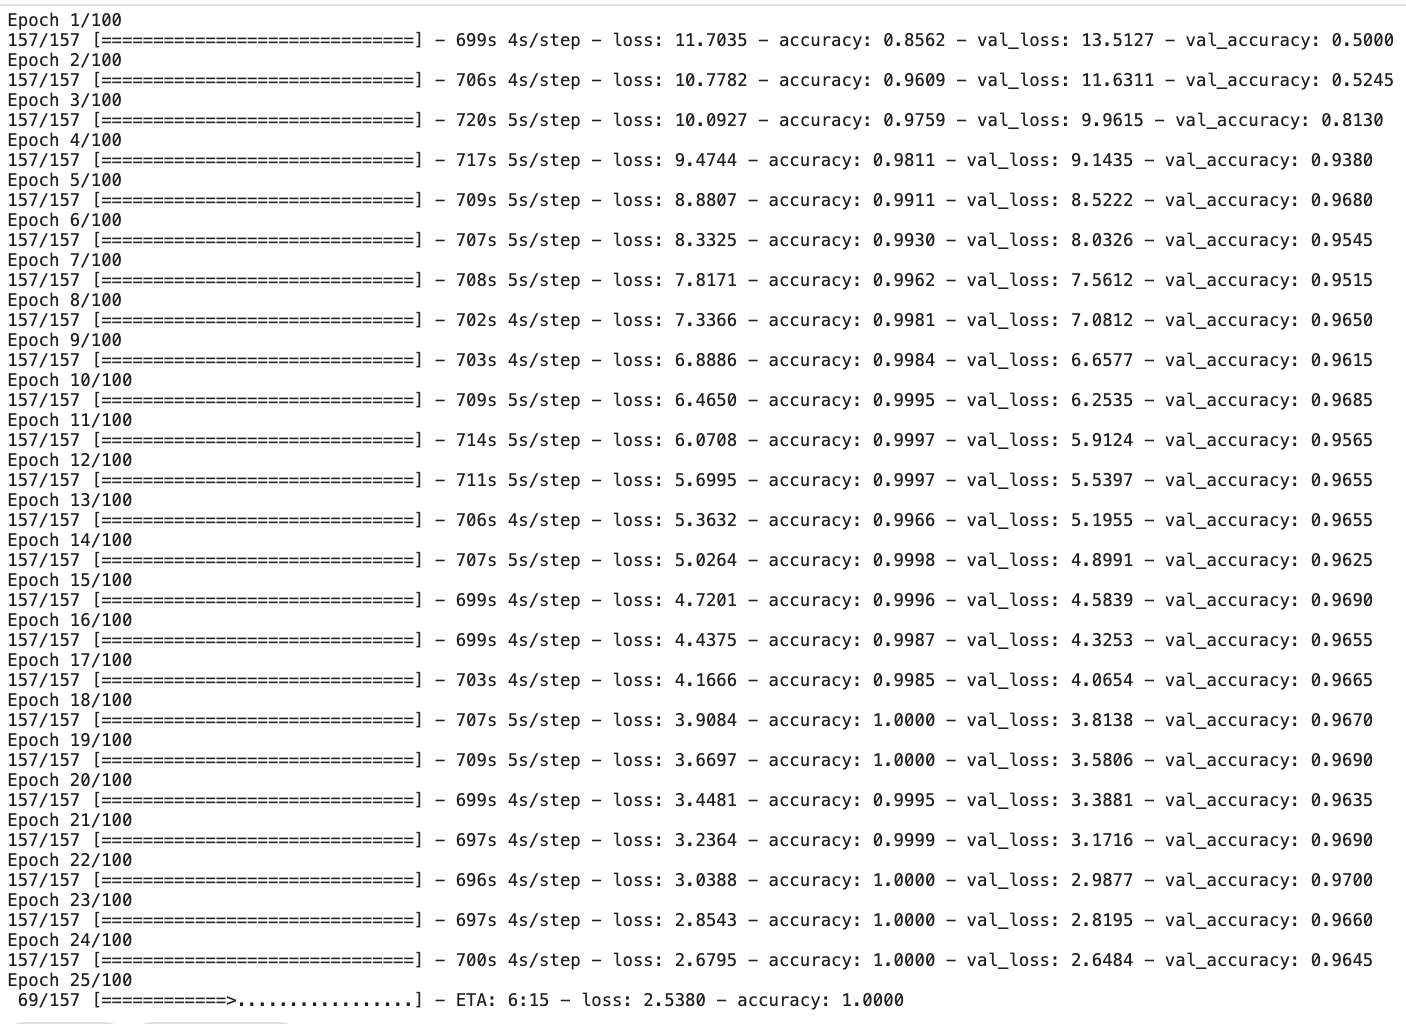 Epoch 1/100
157/157 [==============================] - 699s 4s/step - loss: 11.7035 - accuracy: 0.8562 - val_loss: 13.5127 - val_accuracy: 0.5000
Epoch 2/100
157/157 [==============================] - 706s 4s/step - loss: 10.7782 - accuracy: 0.9609 - val_loss: 11.6311 - val_accuracy: 0.5245
Epoch 3/100
157/157 [==============================] - 720s 5s/step - loss: 10.0927 - accuracy: 0.9759 - val_loss: 9.9615 - val_accuracy: 0.8130
Epoch 4/100
157/157 [==============================] - 717s 5s/step - loss: 9.4744 - accuracy: 0.9811 - val_loss: 9.1435 - val_accuracy: 0.9380
Epoch 5/100
157/157 [==============================] - 709s 5s/step - loss: 8.8807 - accuracy: 0.9911 - val_loss: 8.5222 - val_accuracy: 0.9680
Epoch 6/100
157/157 [==============================] - 707s 5s/step - loss: 8.3325 - accuracy: 0.9930 - val_loss: 8.0326 - val_accuracy: 0.9545
Epoch 7/100
157/157 [==============================] - 708s 5s/step - loss: 7.8171 - accuracy: 0.9962 - val_loss: 7.5612 - val_accuracy: 0.9515
Epoch 8/100
157/157 [==============================] - 702s 4s/step - loss: 7.3366 - accuracy: 0.9981 - val_loss: 7.0812 - val_accuracy: 0.9650
Epoch 9/100
157/157 [==============================] - 703s 4s/step - loss: 6.8886 - accuracy: 0.9984 - val_loss: 6.6577 - val_accuracy: 0.9615
Epoch 10/100
157/157 [==============================] - 709s 5s/step - loss: 6.4650 - accuracy: 0.9995 - val_loss: 6.2535 - val_accuracy: 0.9685
Epoch 11/100
157/157 [==============================] - 714s 5s/step - loss: 6.0708 - accuracy: 0.9997 - val_loss: 5.9124 - val_accuracy: 0.9565
Epoch 12/100
157/157 [==============================] - 711s 5s/step - loss: 5.6995 - accuracy: 0.9997 - val_loss: 5.5397 - val_accuracy: 0.9655
Epoch 13/100
157/157 [==============================] - 706s 4s/step - loss: 5.3632 - accuracy: 0.9966 - val_loss: 5.1955 - val_accuracy: 0.9655
Epoch 14/100
157/157 [==============================] - 707s 5s/step - loss: 5.0264 - accuracy: 0.9998 - val_loss: 4.8991 - val_accuracy: 0.9625
Epoch 15/100
157/157 [==============================] - 699s 4s/step - loss: 4.7201 - accuracy: 0.9996 - val_loss: 4.5839 - val_accuracy: 0.9690
Epoch 16/100
157/157 [==============================] - 699s 4s/step - loss: 4.4375 - accuracy: 0.9987 - val_loss: 4.3253 - val_accuracy: 0.9655
Epoch 17/100
157/157 [==============================] - 703s 4s/step - loss: 4.1666 - accuracy: 0.9985 - val_loss: 4.0654 - val_accuracy: 0.9665
Epoch 18/100
157/157 [==============================] - 707s 5s/step - loss: 3.9084 - accuracy: 1.0000 - val_loss: 3.8138 - val_accuracy: 0.9670
Epoch 19/100
157/157 [==============================] - 709s 5s/step - loss: 3.6697 - accuracy: 1.0000 - val_loss: 3.5806 - val_accuracy: 0.9690
Epoch 20/100
157/157 [==============================] - 699s 4s/step - loss: 3.4481 - accuracy: 0.9995 - val_loss: 3.3881 - val_accuracy: 0.9635
Epoch 21/100
157/157 [==============================] - 697s 4s/step - loss: 3.2364 - accuracy: 0.9999 - val_loss: 3.1716 - val_accuracy: 0.9690
Epoch 22/100
157/157 [==============================] - 696s 4s/step - loss: 3.0388 - accuracy: 1.0000 - val_loss: 2.9877 - val_accuracy: 0.9700
Epoch 23/100
157/157 [==============================] - 697s 4s/step - loss: 2.8543 - accuracy: 1.0000 - val_loss: 2.8195 - val_accuracy: 0.9660
Epoch 24/100
157/157 [==============================] - 700s 4s/step - loss: 2.6795 - accuracy: 1.0000 - val_loss: 2.6484 - val_accuracy: 0.9645
Epoch 25/100
69/157 [============>.................] - ETA: 6:15 - loss: 2.5380 - accuracy: 1.0000